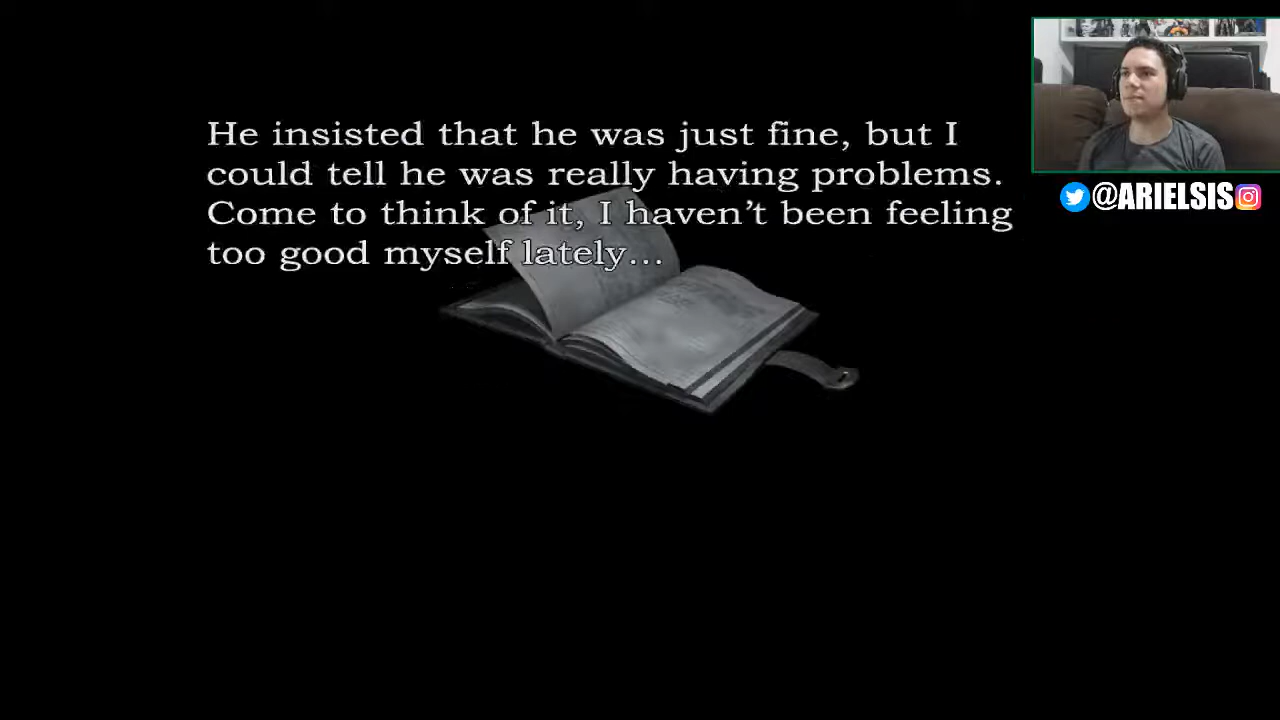 He insisted that he was just fine, but I
could tell he was really having problems.
Come to think of it, I haven’t been feeling
too good myself lately…
@ARIELSIS